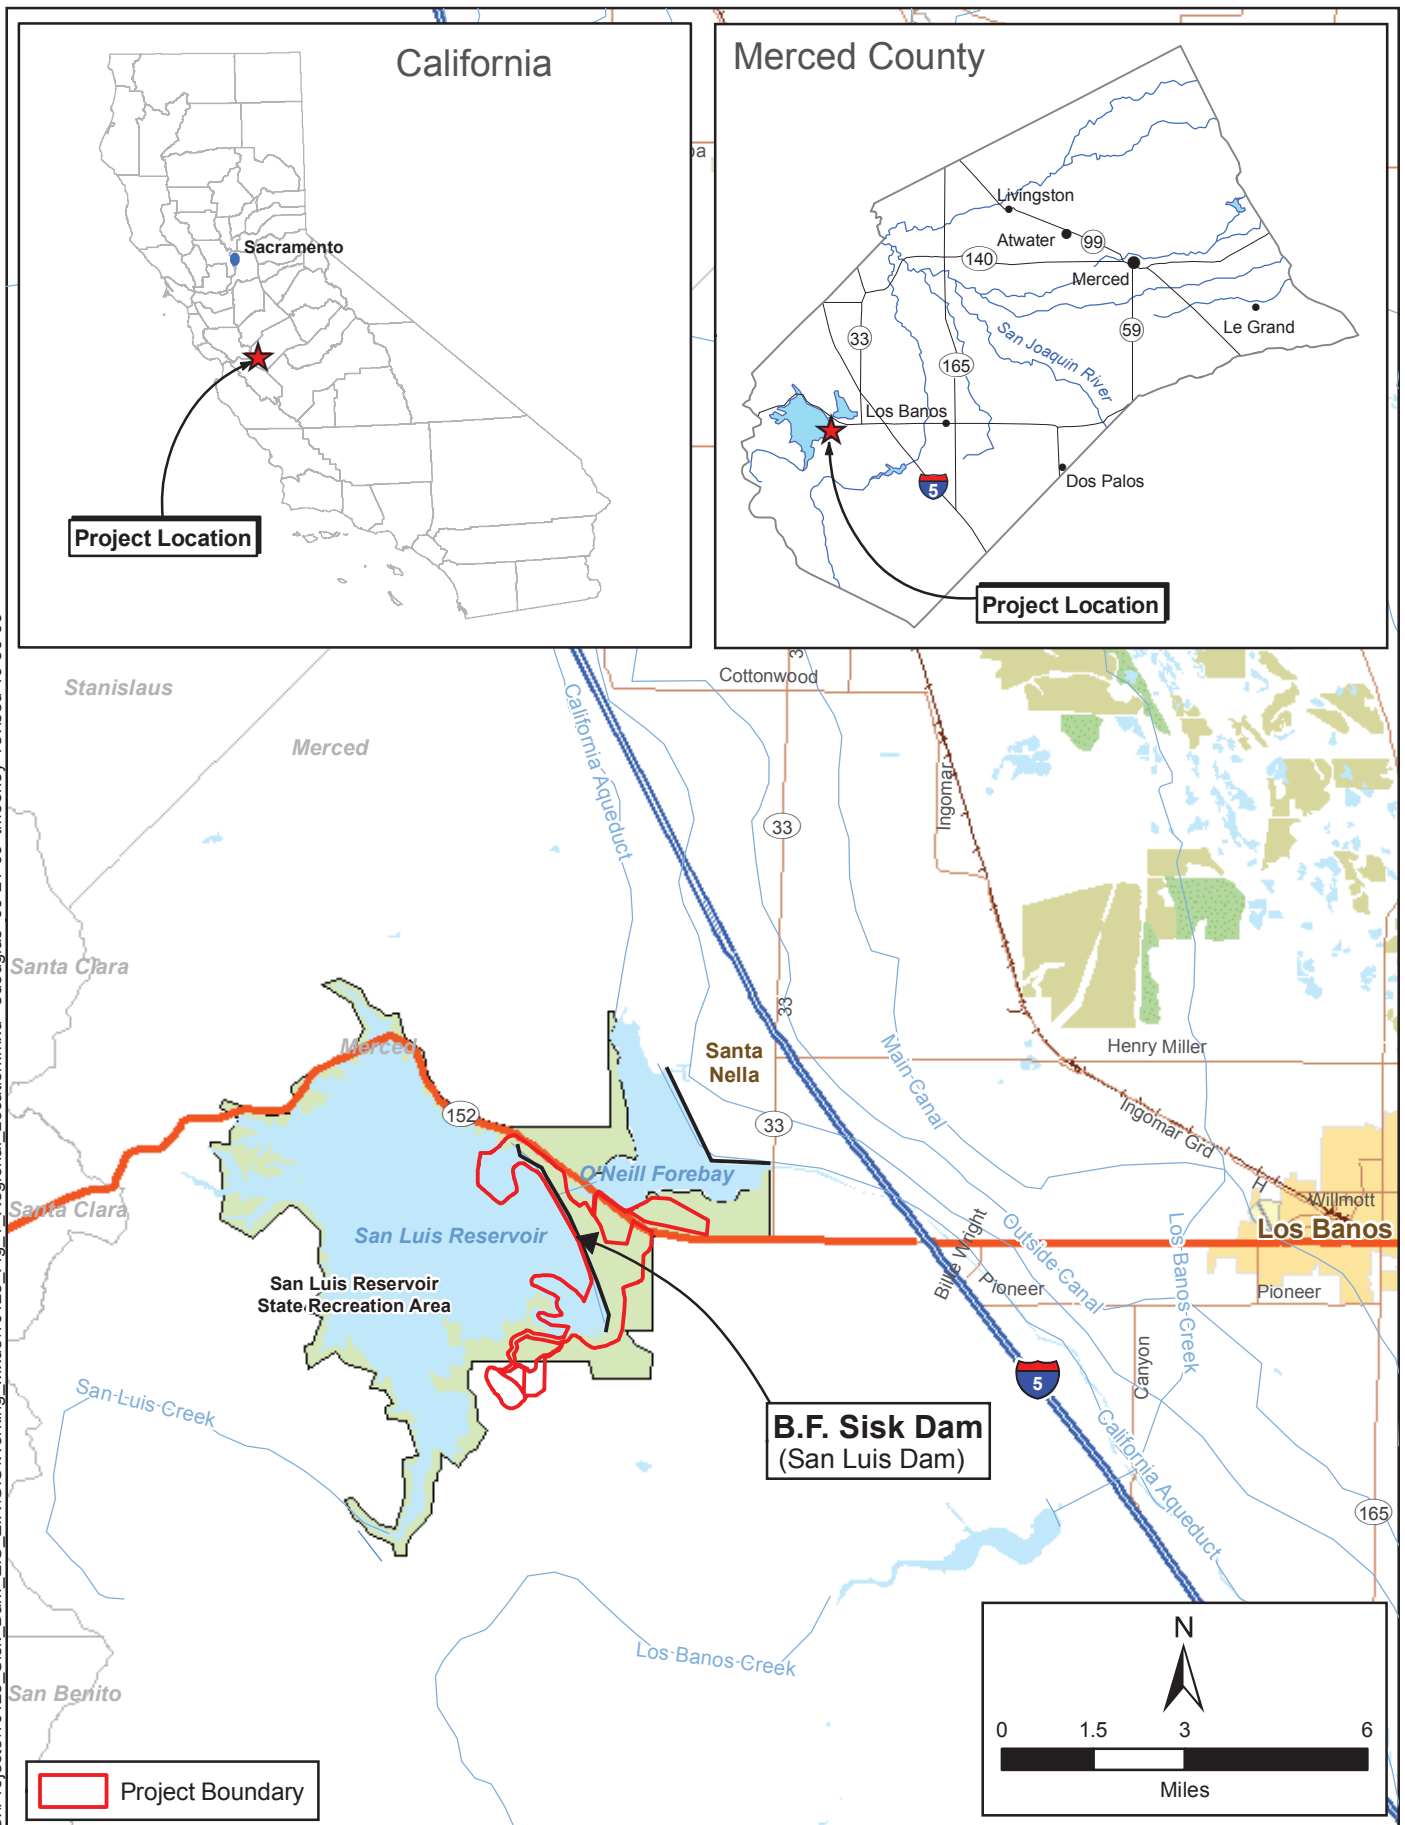 California
Sacramento
Project Location
Merced County
Livingston
Atwater
99
140
Merced
Le Grand
59
33
San Joaquin River
165
Los Banos
5
Dos Palos
Project Location
Stanislaus
Merced
California Aqueduct
Cottonwood
33
Ingomar
33
Santa Clara
Merced
152
Santa
Nella
33
Main Canal
Henry Miller
Ingomar Grd
Willmott
Los Banos
O'Neill Forebay
Santa Clara
San Luis Reservoir
San Luis Reservoir
State Recreation Area
Billie Wright
Outside Canal
Los Banos Creek
Pioneer
Pioneer
Canyon
5
San Luis Creek
B.F. Sisk Dam
(San Luis Dam)
California Aqueduct
165
Los Banos Creek
San Benito
N
0 1.5 3 6
Miles
Project Boundary